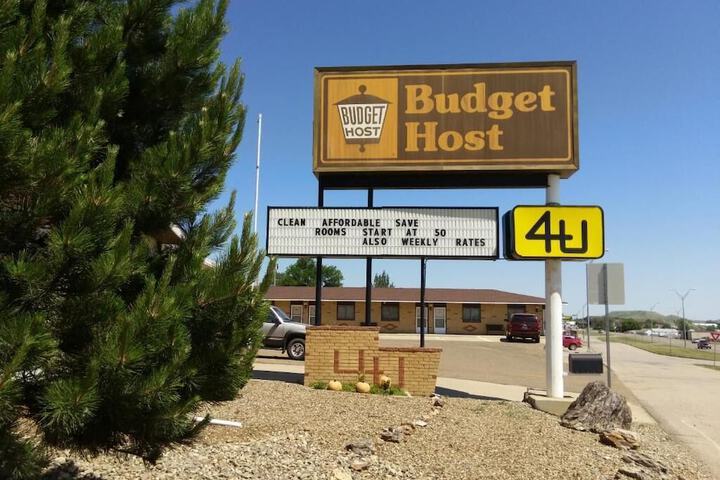 BUDGET
HOST
Budget
Host
CLEAN AFFORDABLE SAVE
ROOMS START AT 50
ALSO WEEKLY RATES
4U
4U